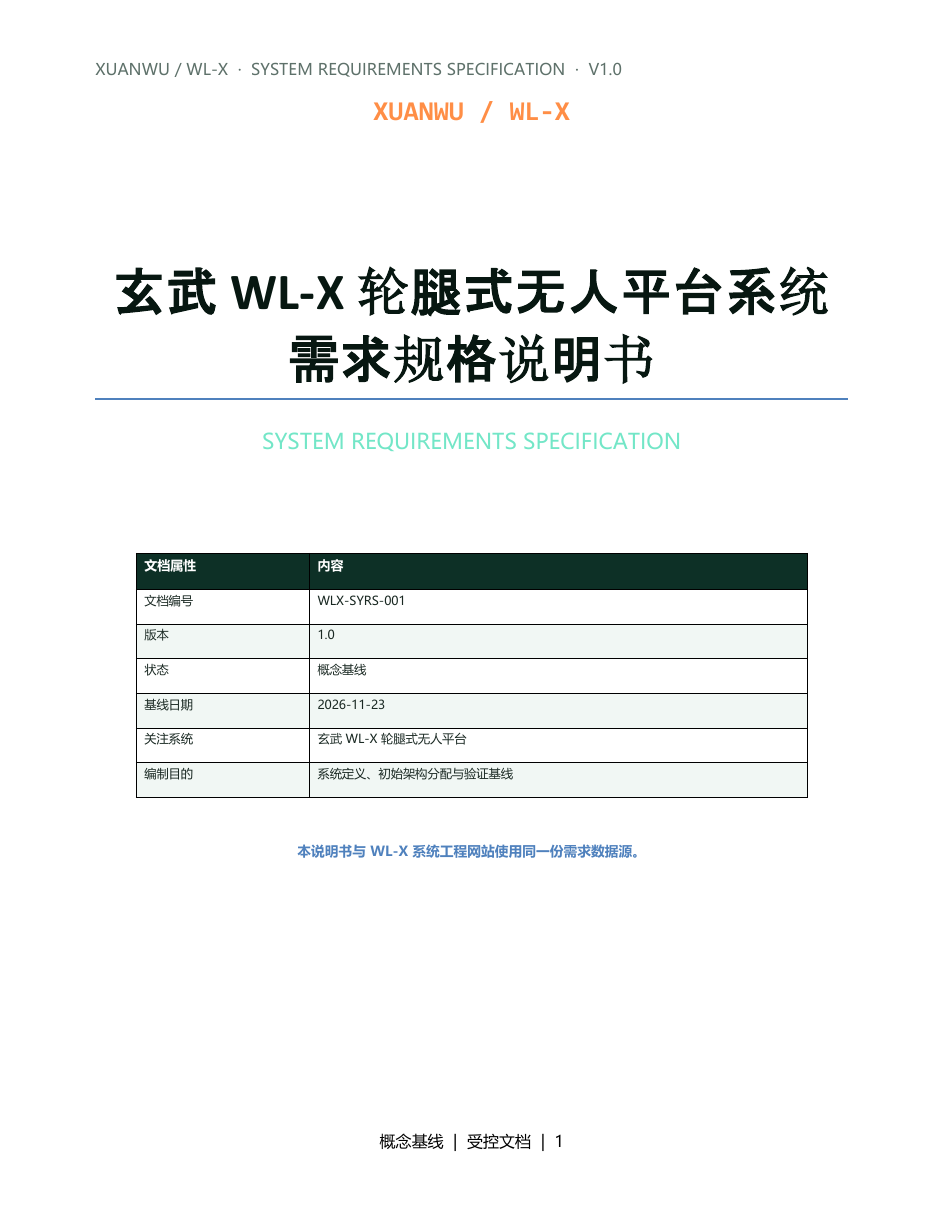 XUANWU / WL-X · SYSTEM REQUIREMENTS SPECIFICATION · V1.0
XUANWU / WL-X
玄武 WL-X 轮腿式无人平台系统
需求规格说明书
SYSTEM REQUIREMENTS SPECIFICATION
文档属性 内容
文档编号 WLX-SYRS-001
版本 1.0
状态 概念基线
基线日期 2026-11-23
关注系统 玄武 WL-X 轮腿式无人平台
编制目的 系统定义、初始架构分配与验证基线
本说明书与 WL-X 系统工程网站使用同一份需求数据源。
概念基线 | 受控文档 | 1